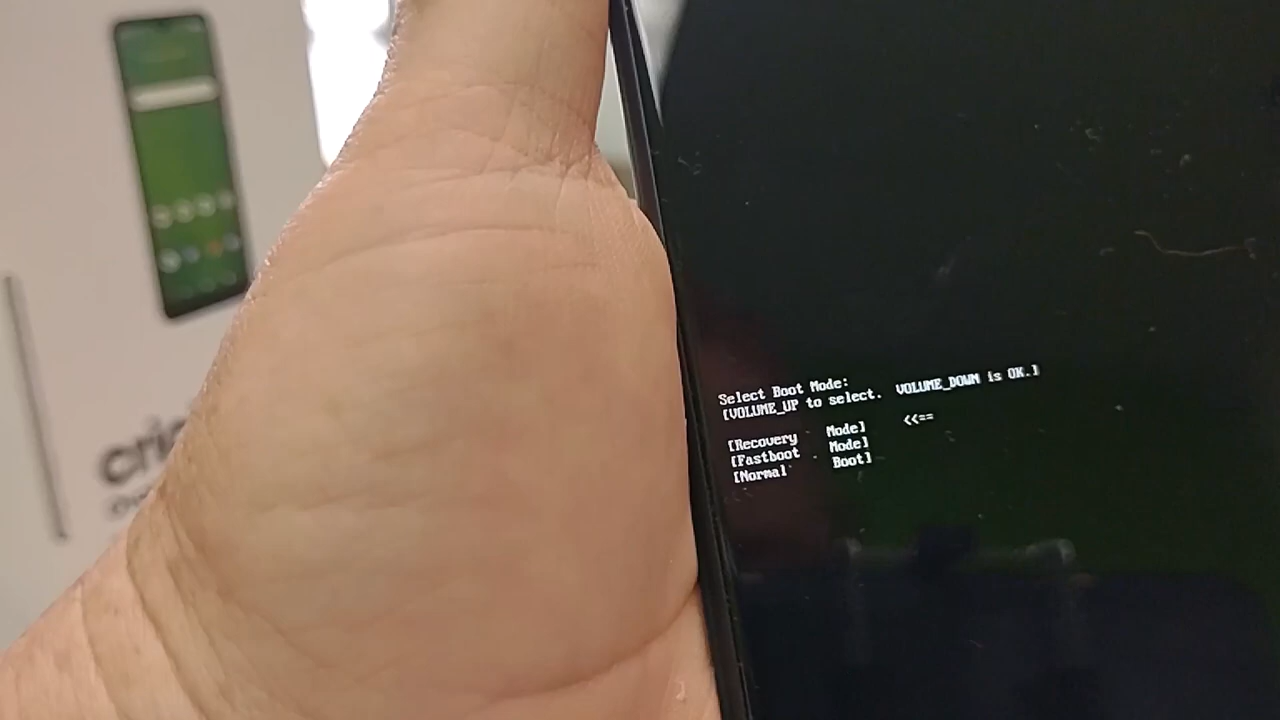 Select Boot Mode:
[VOLUME_UP to select.  VOLUME_DOWN is OK.]
[Recovery    Mode]    <<==
[Fastboot    Mode]
[Normal      Boot]